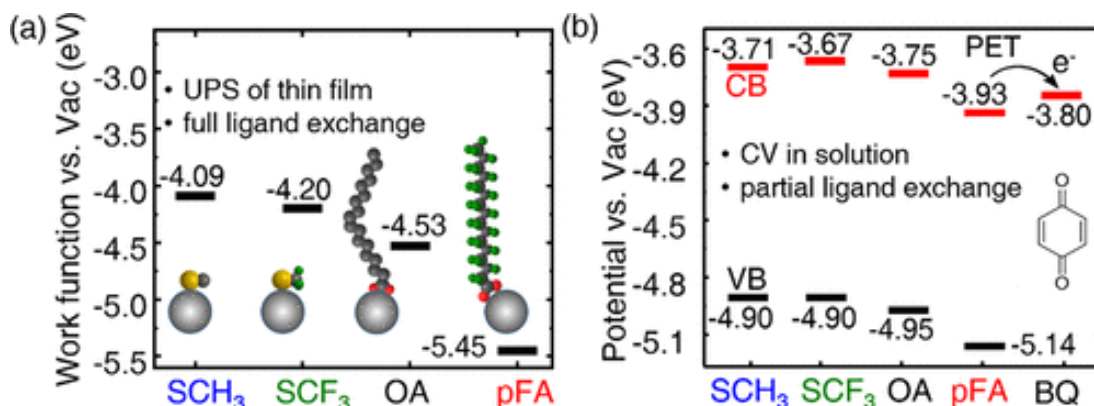 (a)
Work function vs. Vac (eV)
-3.0
-3.5
-4.0
-4.5
-5.0
-5.5
• UPS of thin film
• full ligand exchange
-4.09
-4.20
-4.53
-5.45
SCH₃ SCF₃ OA pFA
(b)
Potential vs. Vac (eV)
-3.6
-3.9
-4.2
-4.5
-4.8
-5.1
-3.71 -3.67 -3.75 PET e⁻
CB
-3.93 -3.80
• CV in solution
• partial ligand exchange
O
O
VB
-4.90 -4.90 -4.95 -5.14
SCH₃ SCF₃ OA pFA BQ